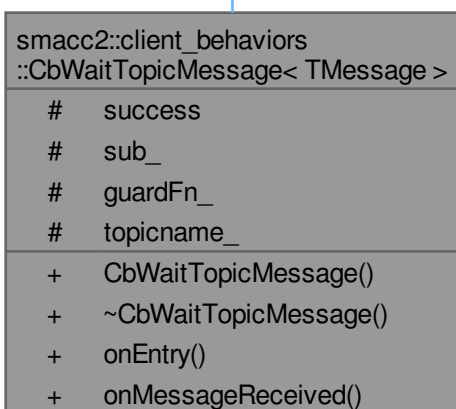 smacc2::client_behaviors
::CbWaitTopicMessage< TMessage >
# success
# sub_
# guardFn_
# topicname_
+ CbWaitTopicMessage()
+ ~CbWaitTopicMessage()
+ onEntry()
+ onMessageReceived()